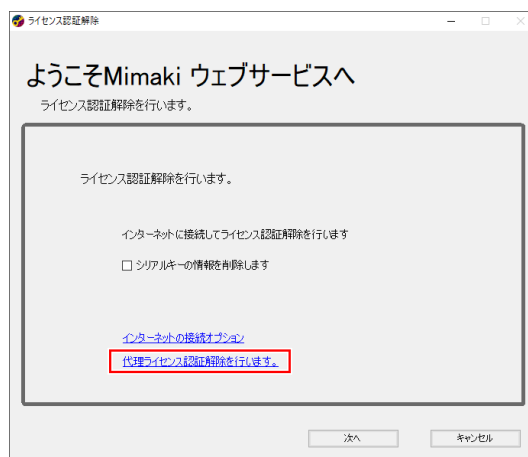 ライセンス認証解除
ようこそMimaki ウェブサービスへ
ライセンス認証解除を行います。
ライセンス認証解除を行います。
インターネットに接続してライセンス認証解除を行います
シリアルキーの情報を削除します
インターネットの接続オプション
代理ライセンス認証解除を行います。
次へ
キャンセル